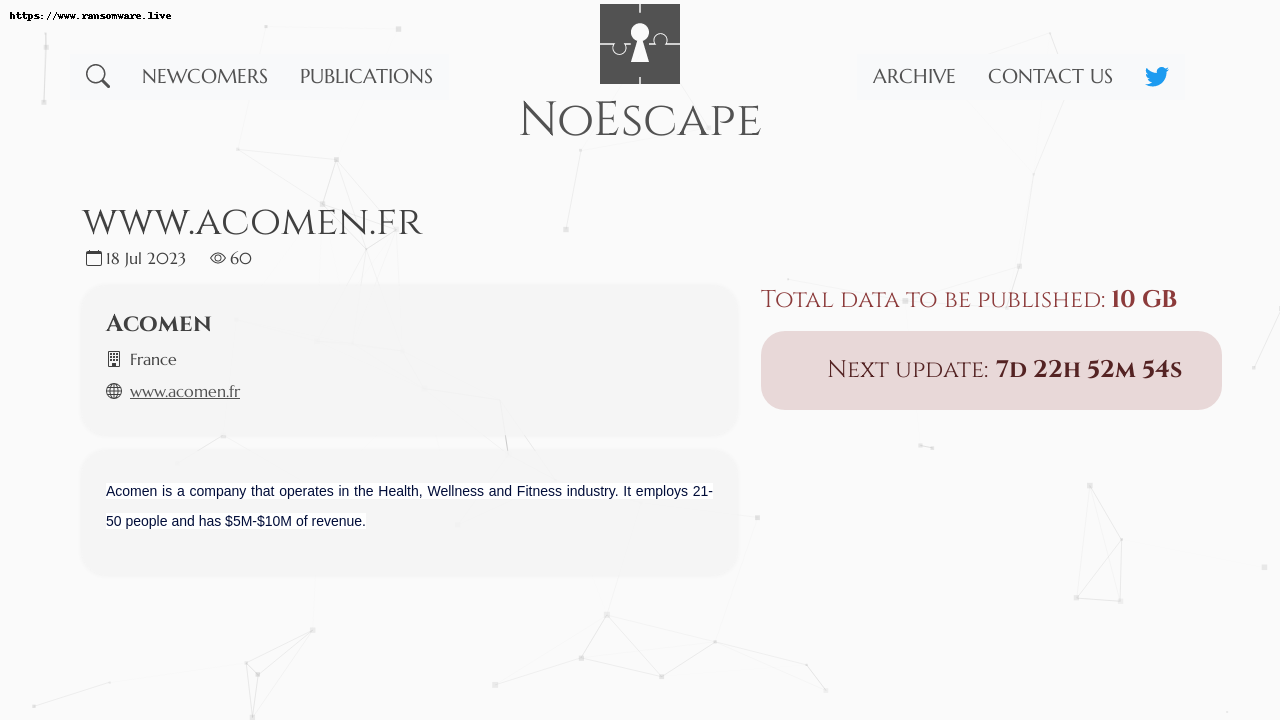 https://www.ransomware.live
NEWCOMERS
PUBLICATIONS
ARCHIVE
CONTACT US
NoEscape
www.acomen.fr
18 Jul 2023
60
Acomen
France
www.acomen.fr
Total data to be published: 10 GB
Next update: 7d 22h 52m 54s
Acomen is a company that operates in the Health, Wellness and Fitness industry. It employs 21-
50 people and has $5M-$10M of revenue.